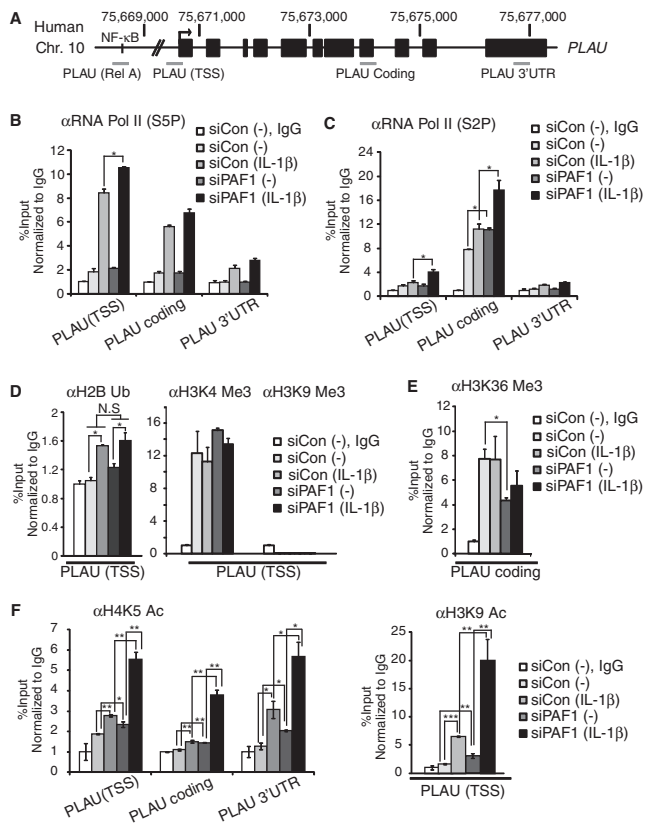 A
Human
Chr. 10
75,669,000 75,671,000 75,673,000 75,675,000 75,677,000
NF-κB
PLAU
PLAU (Rel A) PLAU (TSS) PLAU Coding PLAU 3'UTR
B
αRNA Pol II (S5P)
%Input
Normalized to IgG
12
10
8
6
4
2
0
*
siCon (-), IgG
siCon (-)
siCon (IL-1β)
siPAF1 (-)
siPAF1 (IL-1β)
PLAU(TSS) PLAU coding PLAU 3'UTR
C
αRNA Pol II (S2P)
%Input
Normalized to IgG
24
20
16
12
8
4
0
* * *
siCon (-), IgG
siCon (-)
siCon (IL-1β)
siPAF1 (-)
siPAF1 (IL-1β)
PLAU(TSS) PLAU coding PLAU 3'UTR
D
αH2B Ub
%Input
Normalized to IgG
2
1.6
1.2
0.8
0.4
0
N.S
* *
PLAU (TSS)
αH3K4 Me3 αH3K9 Me3
16
12
8
4
0
siCon (-), IgG
siCon (-)
siCon (IL-1β)
siPAF1 (-)
siPAF1 (IL-1β)
PLAU (TSS)
E
αH3K36 Me3
%Input
Normalized to IgG
12
10
8
6
4
2
0
*
siCon (-), IgG
siCon (-)
siCon (IL-1β)
siPAF1 (-)
siPAF1 (IL-1β)
PLAU coding
F
αH4K5 Ac
%Input
Normalized to IgG
7
6
5
4
3
2
1
0
** ** ** *
** ** ** **
* * * *
PLAU(TSS) PLAU coding PLAU 3'UTR
αH3K9 Ac
%Input
Normalized to IgG
25
20
15
10
5
0
** **
*** **
siCon (-), IgG
siCon (-)
siCon (IL-1β)
siPAF1 (-)
siPAF1 (IL-1β)
PLAU (TSS)